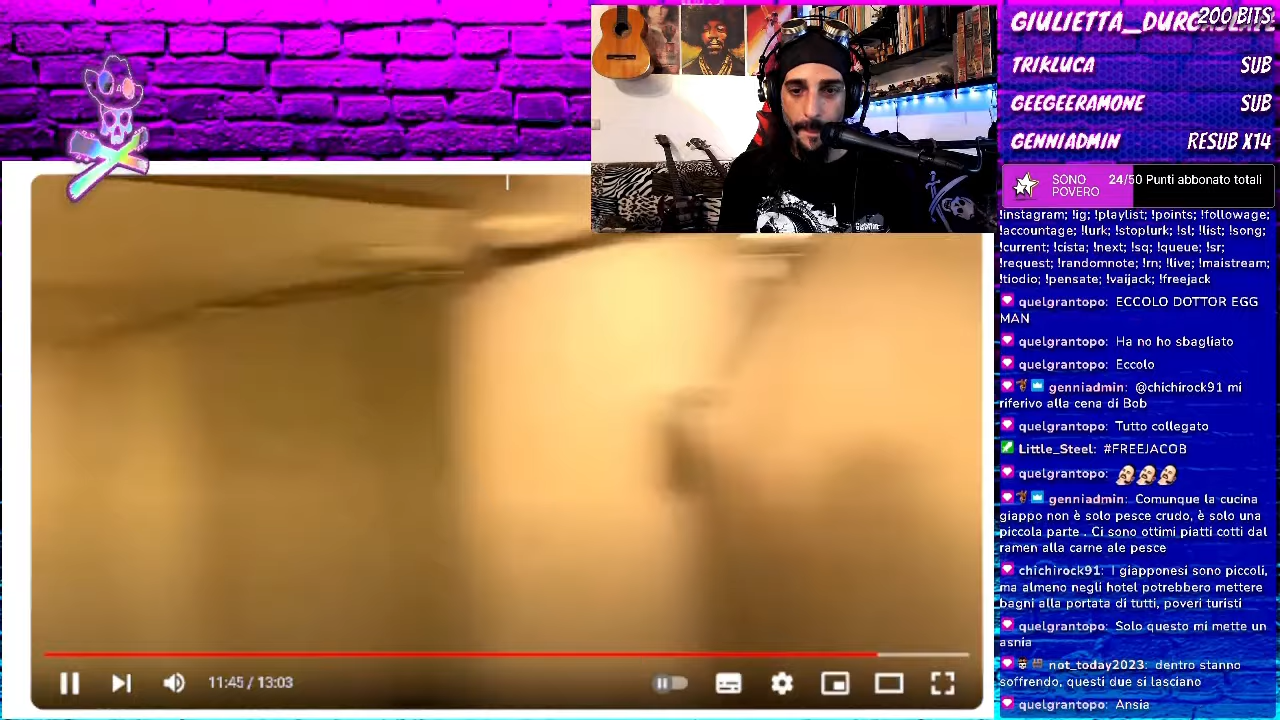 200 BITS
TRIKLUCA SUB
GEEGEERAMONE SUB
GENNIADMIN RESUB X14
SONO POVERO 24/50 Punti abbonato totali
!instagram; !ig; !playlist; !points; !followage;
!accountage; !lurk; !stoplurk; !sl; !list; !song;
!current; !cista; !next; !sq; !queue; !sr;
!request; !randomnote; !rn; !live; !maistream;
!tiodio; !pensate; !vaijack; !freejack
quelgrantopo: ECCOLO DOTTOR EGG
MAN
quelgrantopo: Ha no ho sbagliato
quelgrantopo: Eccolo
genniadmin: @chichirock91 mi
riferivo alla cena di Bob
quelgrantopo: Tutto collegato
Little_Steel: #FREEJACOB
quelgrantopo:
genniadmin: Comunque la cucina
giappo non è solo pesce crudo, è solo una
piccola parte . Ci sono ottimi piatti cotti dal
ramen alla carne ale pesce
chichirock91: I giapponesi sono piccoli,
ma almeno negli hotel potrebbero mettere
bagni alla portata di tutti, poveri turisti
quelgrantopo: Solo questo mi mette un
asnia
not_today2023: dentro stanno
soffrendo, questi due si lasciano
quelgrantopo: Ansia
11:45 / 13:03